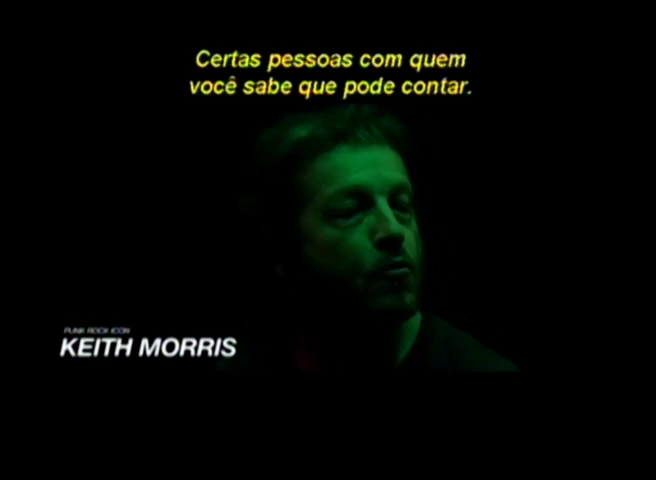 Certas pessoas com quem
você sabe que pode contar.
PUNK ROCK ICON
KEITH MORRIS